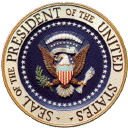 SEAL OF THE PRESIDENT OF THE UNITED STATES